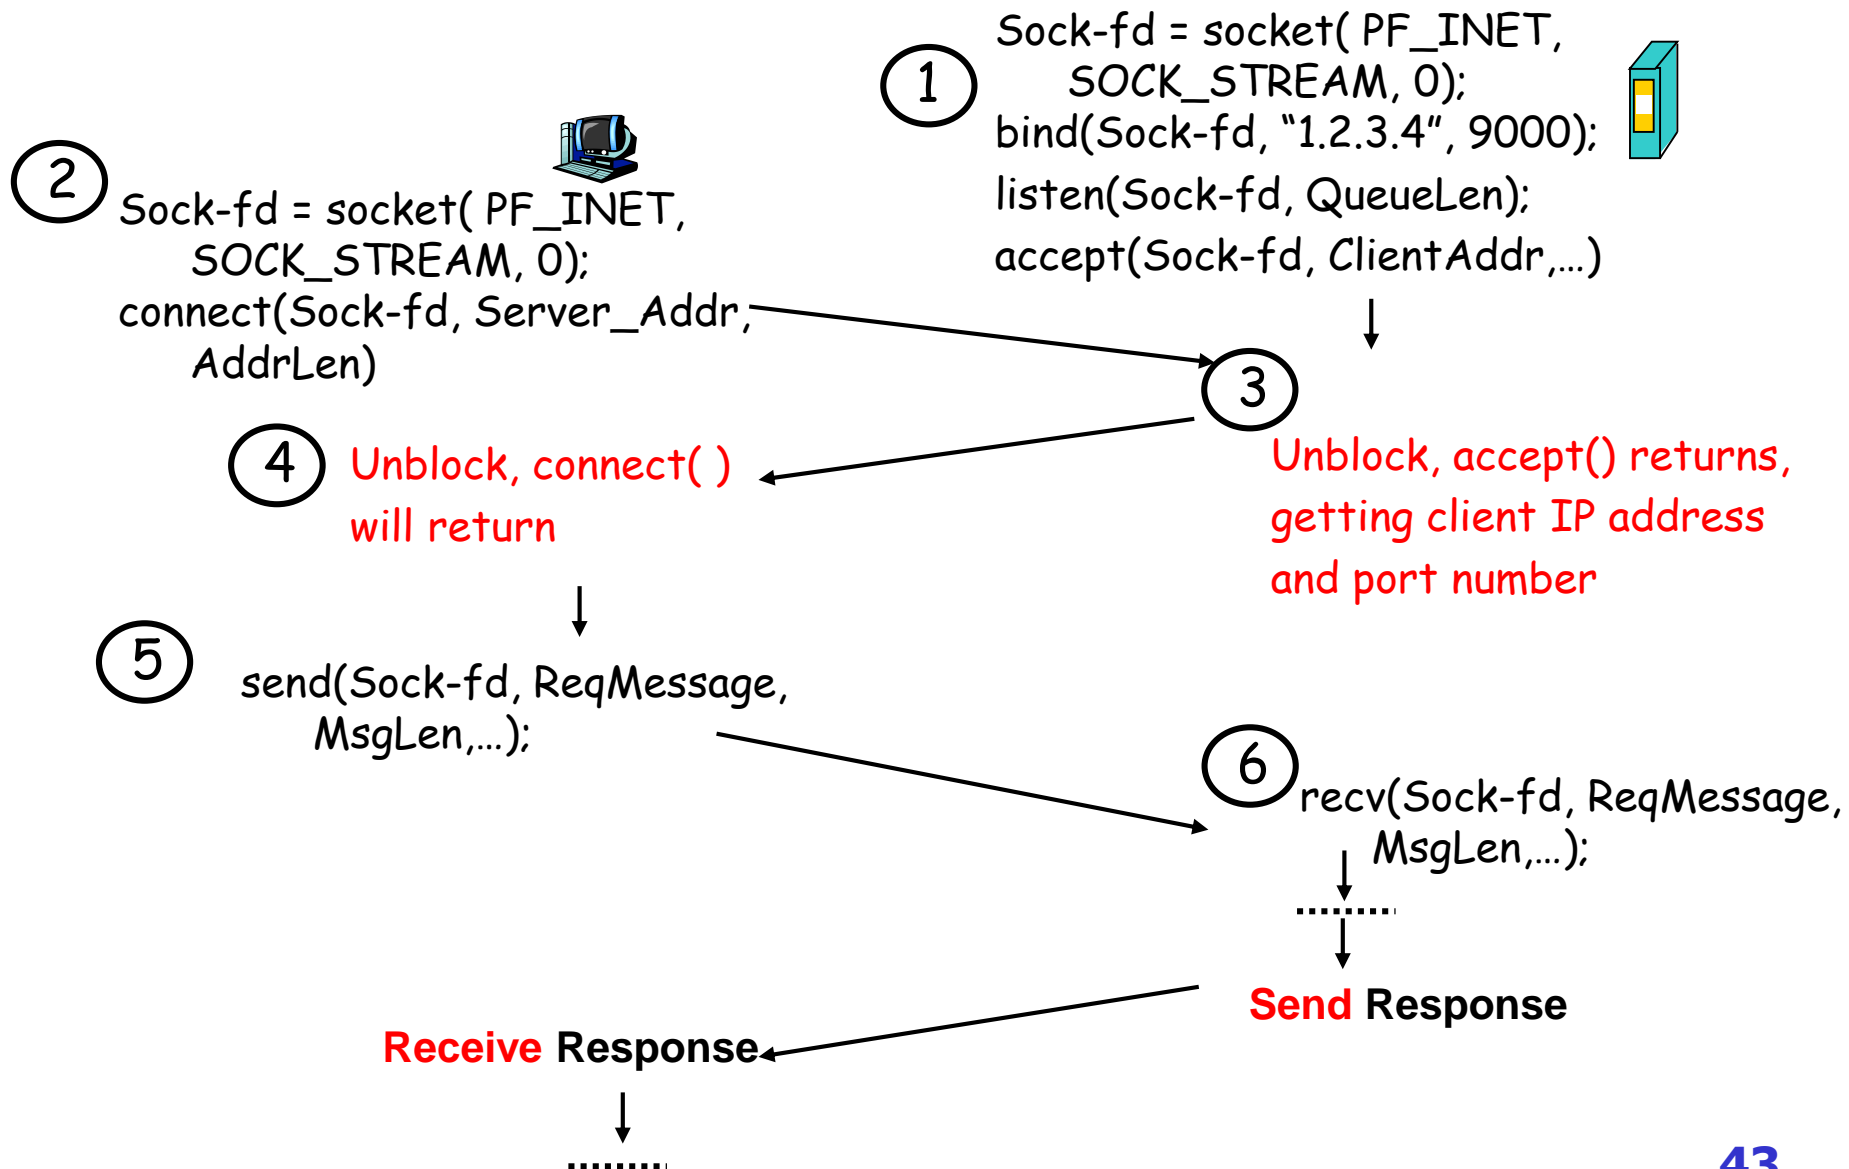 1
Sock-fd = socket( PF_INET,
SOCK_STREAM, 0);
bind(Sock-fd, “1.2.3.4”, 9000);
listen(Sock-fd, QueueLen);
accept(Sock-fd, ClientAddr,…)
2
Sock-fd = socket( PF_INET,
SOCK_STREAM, 0);
connect(Sock-fd, Server_Addr,
AddrLen)
3
Unblock, accept() returns,
getting client IP address
and port number
4
Unblock, connect( )
will return
5
send(Sock-fd, ReqMessage,
MsgLen,…);
6
recv(Sock-fd, ReqMessage,
MsgLen,…);
Send Response
Receive Response
43